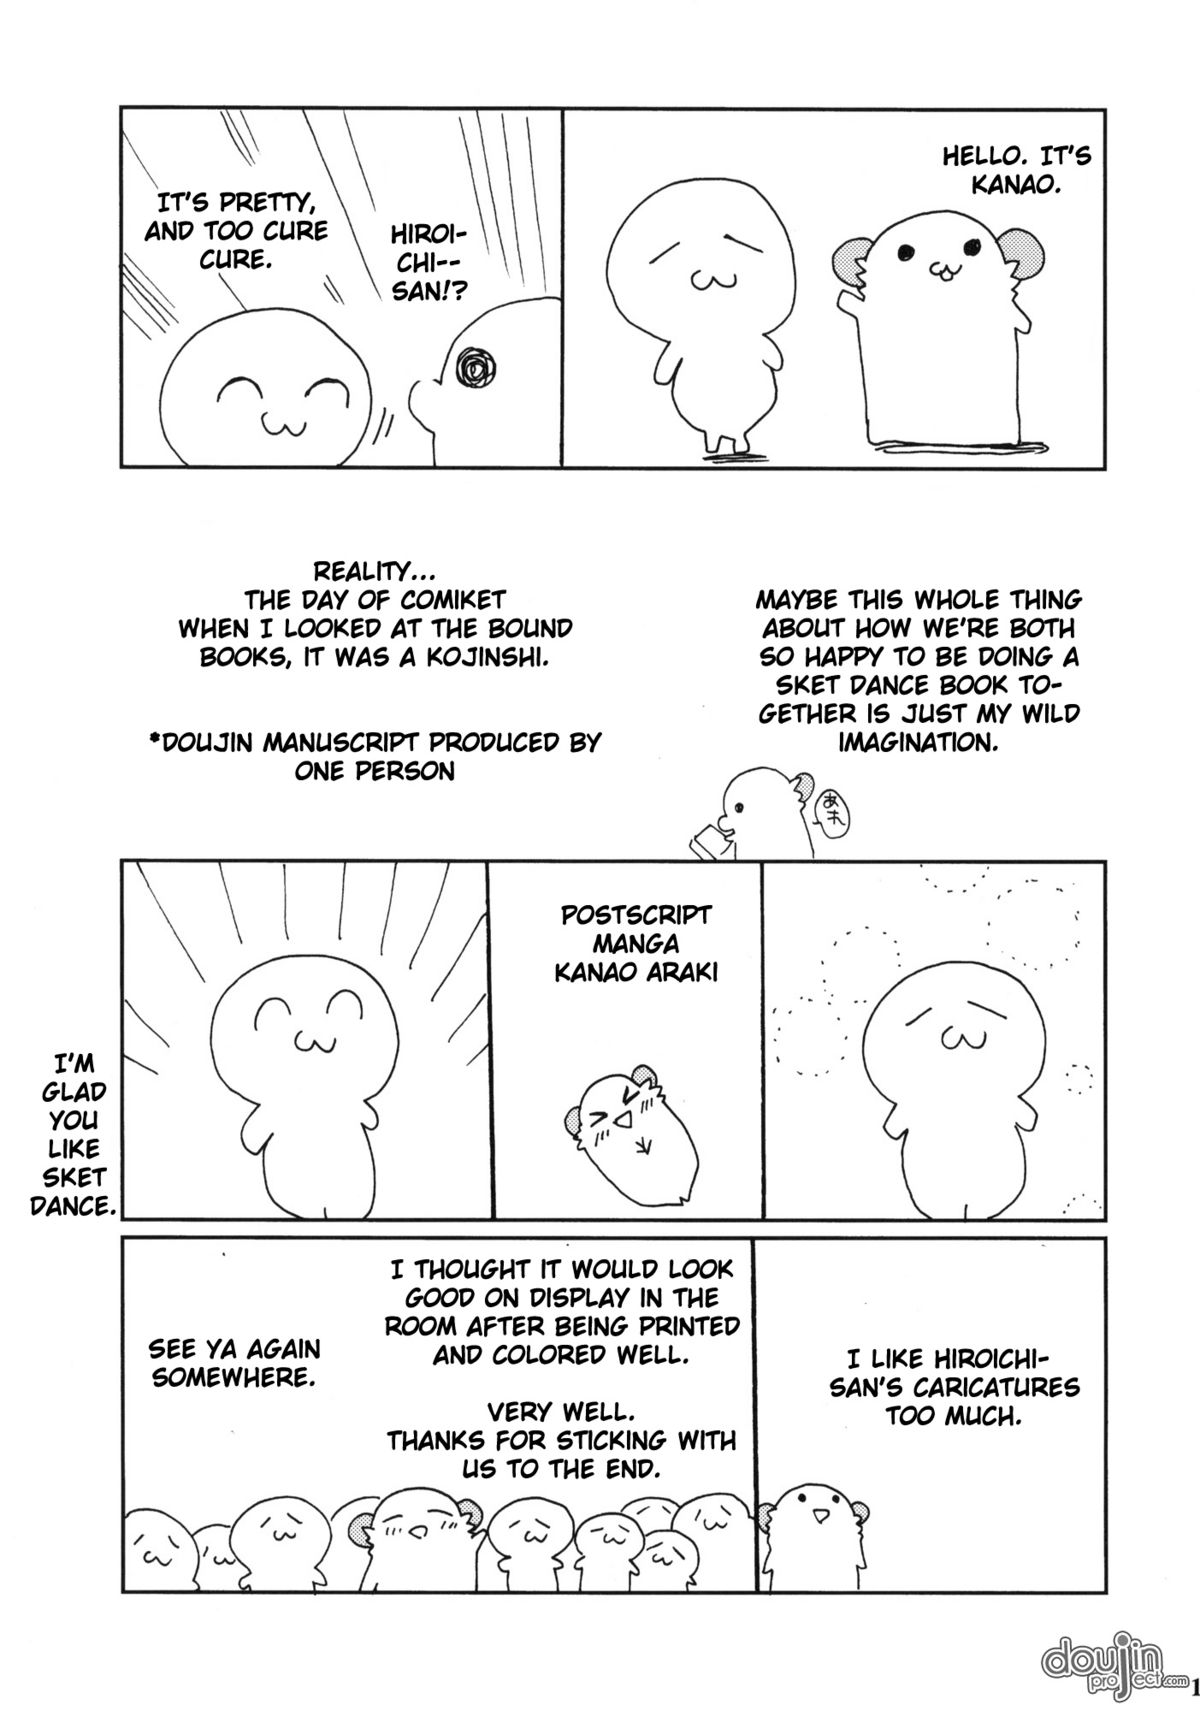 HELLO. IT'S
KANAO.
HIROI-
CHI--
SAN!?
IT'S PRETTY,
AND TOO CURE
CURE.
MAYBE THIS WHOLE THING
ABOUT HOW WE'RE BOTH
SO HAPPY TO BE DOING A
SKET DANCE BOOK TO-
GETHER IS JUST MY WILD
IMAGINATION.
あ
れ
REALITY...
THE DAY OF COMIKET
WHEN I LOOKED AT THE BOUND
BOOKS, IT WAS A KOJINSHI.
*DOUJIN MANUSCRIPT PRODUCED BY
ONE PERSON
POSTSCRIPT
MANGA
KANAO ARAKI
I'M
GLAD
YOU
LIKE
SKET
DANCE.
I LIKE HIROICHI-
SAN'S CARICATURES
TOO MUCH.
I THOUGHT IT WOULD LOOK
GOOD ON DISPLAY IN THE
ROOM AFTER BEING PRINTED
AND COLORED WELL.
VERY WELL.
THANKS FOR STICKING WITH
US TO THE END.
SEE YA AGAIN
SOMEWHERE.
doujin
project.com
1